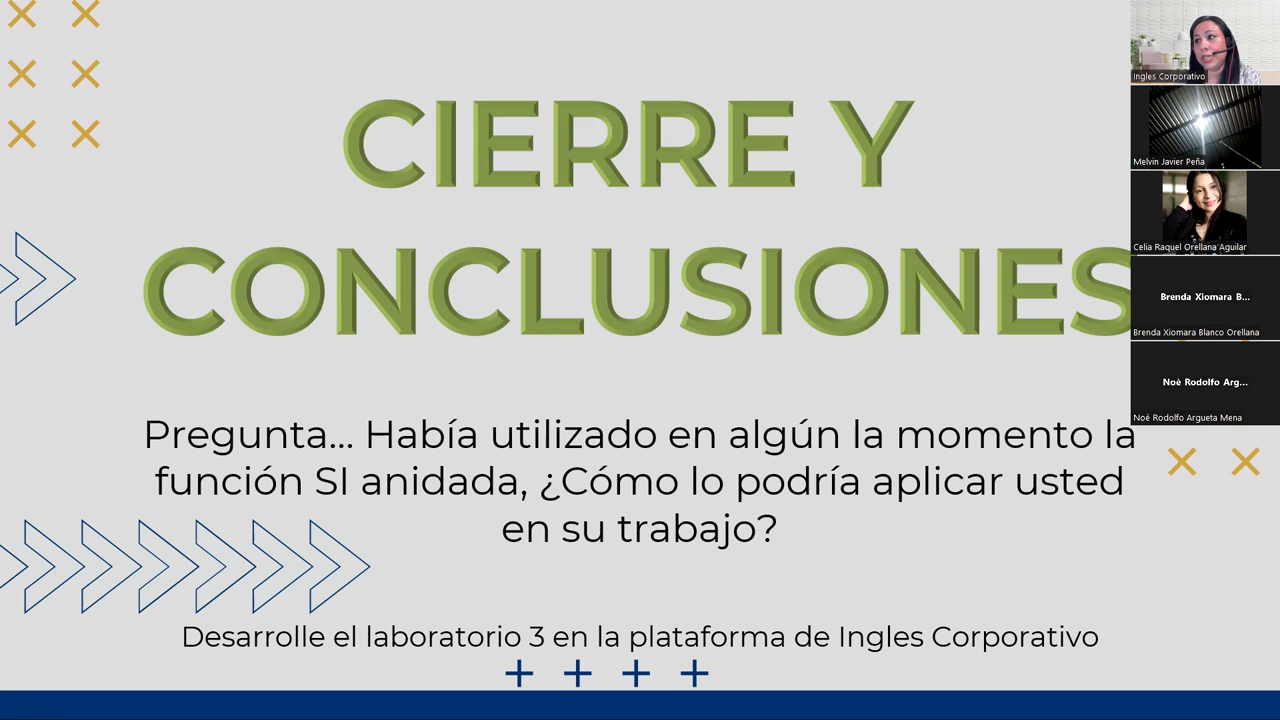 CIERRE Y
CONCLUSIONES
Pregunta... Había utilizado en algún la momento la
función SI anidada, ¿Cómo lo podría aplicar usted
en su trabajo?
Desarrolle el laboratorio 3 en la plataforma de Ingles Corporativo
Ingles Corporativo
Melvin Javier Peña
Celia Raquel Orellana Aguilar
Brenda Xiomara B...
Brenda Xiomara Blanco Orellana
Noè Rodolfo Arg...
Noè Rodolfo Argueta Mena